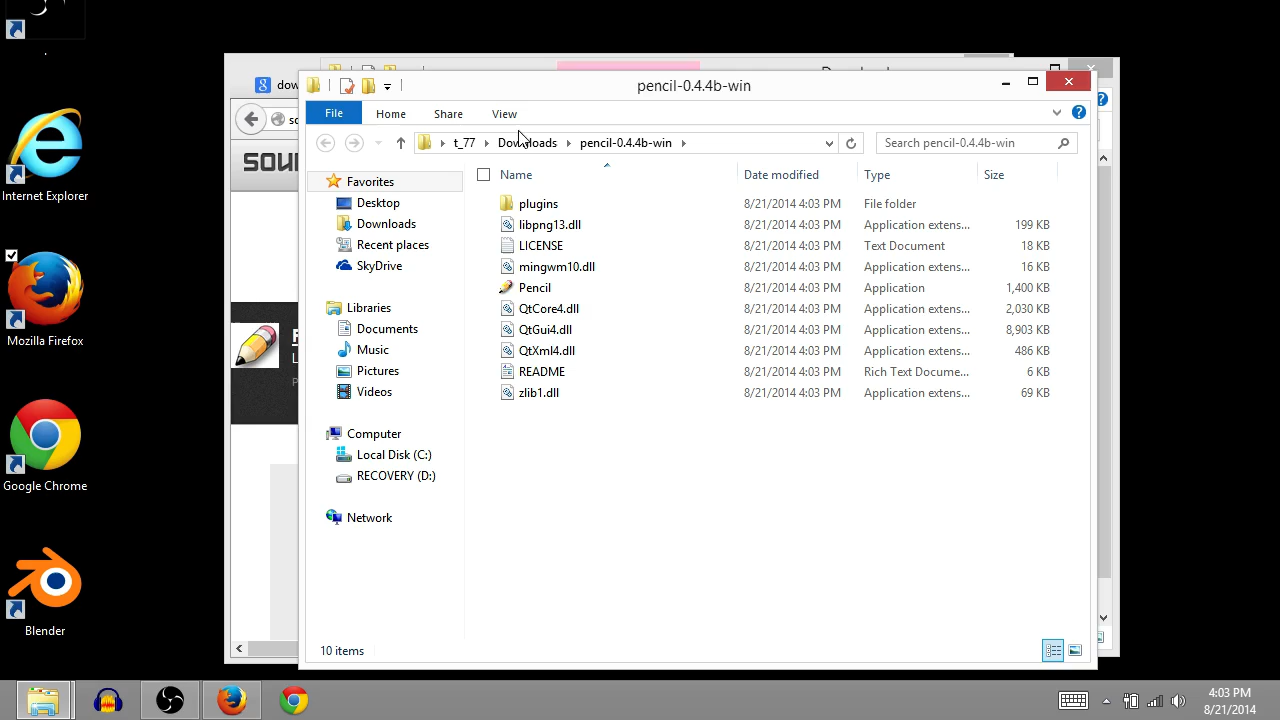 pencil-0.4.4b-win
dow
File
Home
Share
View
t_77
Downloads
pencil-0.4.4b-win
Search pencil-0.4.4b-win
so
Name
Date modified
Type
Size
Favorites
Desktop
Downloads
Recent places
SkyDrive
Libraries
Documents
Music
Pictures
Videos
Computer
Local Disk (C:)
RECOVERY (D:)
Network
plugins 8/21/2014 4:03 PM File folder
libpng13.dll 8/21/2014 4:03 PM Application extens... 199 KB
LICENSE 8/21/2014 4:03 PM Text Document 18 KB
mingwm10.dll 8/21/2014 4:03 PM Application extens... 16 KB
Pencil 8/21/2014 4:03 PM Application 1,400 KB
QtCore4.dll 8/21/2014 4:03 PM Application extens... 2,030 KB
QtGui4.dll 8/21/2014 4:03 PM Application extens... 8,903 KB
QtXml4.dll 8/21/2014 4:03 PM Application extens... 486 KB
README 8/21/2014 4:03 PM Rich Text Docume... 6 KB
zlib1.dll 8/21/2014 4:03 PM Application extens... 69 KB
10 items
Internet Explorer
Mozilla Firefox
Google Chrome
Blender
4:03 PM
8/21/2014